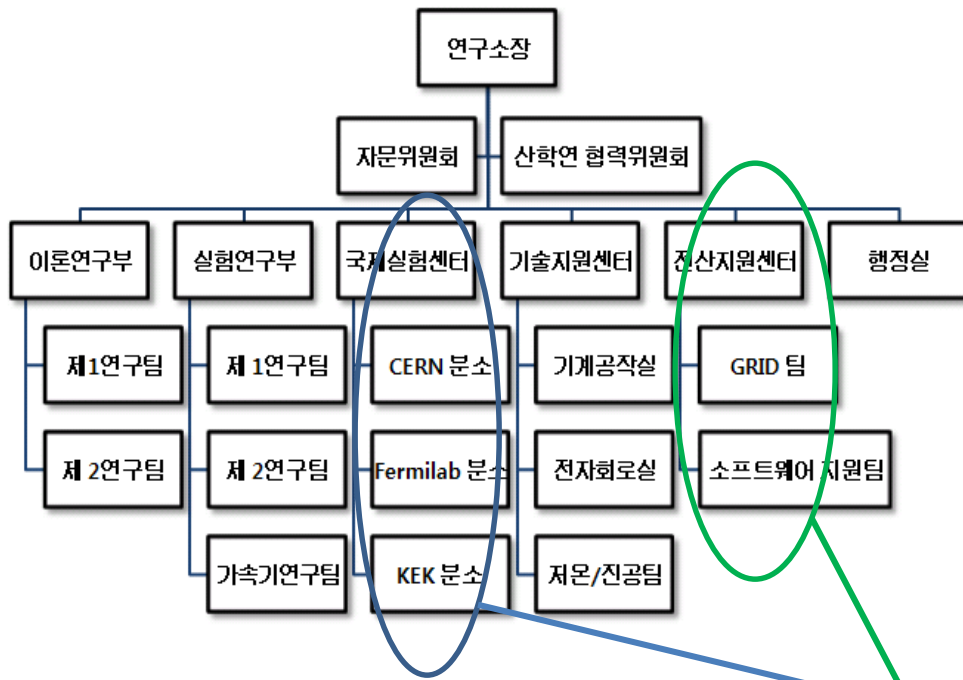 연구소장
자문위원회
산학연 협력위원회
이론연구부
실험연구부
국제실험센터
기술지원센터
전산지원센터
행정실
제1연구팀
제 1연구팀
CERN 분소
기계공작실
GRID 팀
제 2연구팀
제 2연구팀
Fermilab 분소
전자회로실
소프트웨어 지원팀
가속기연구팀
KEK 분소
저온/진공팀